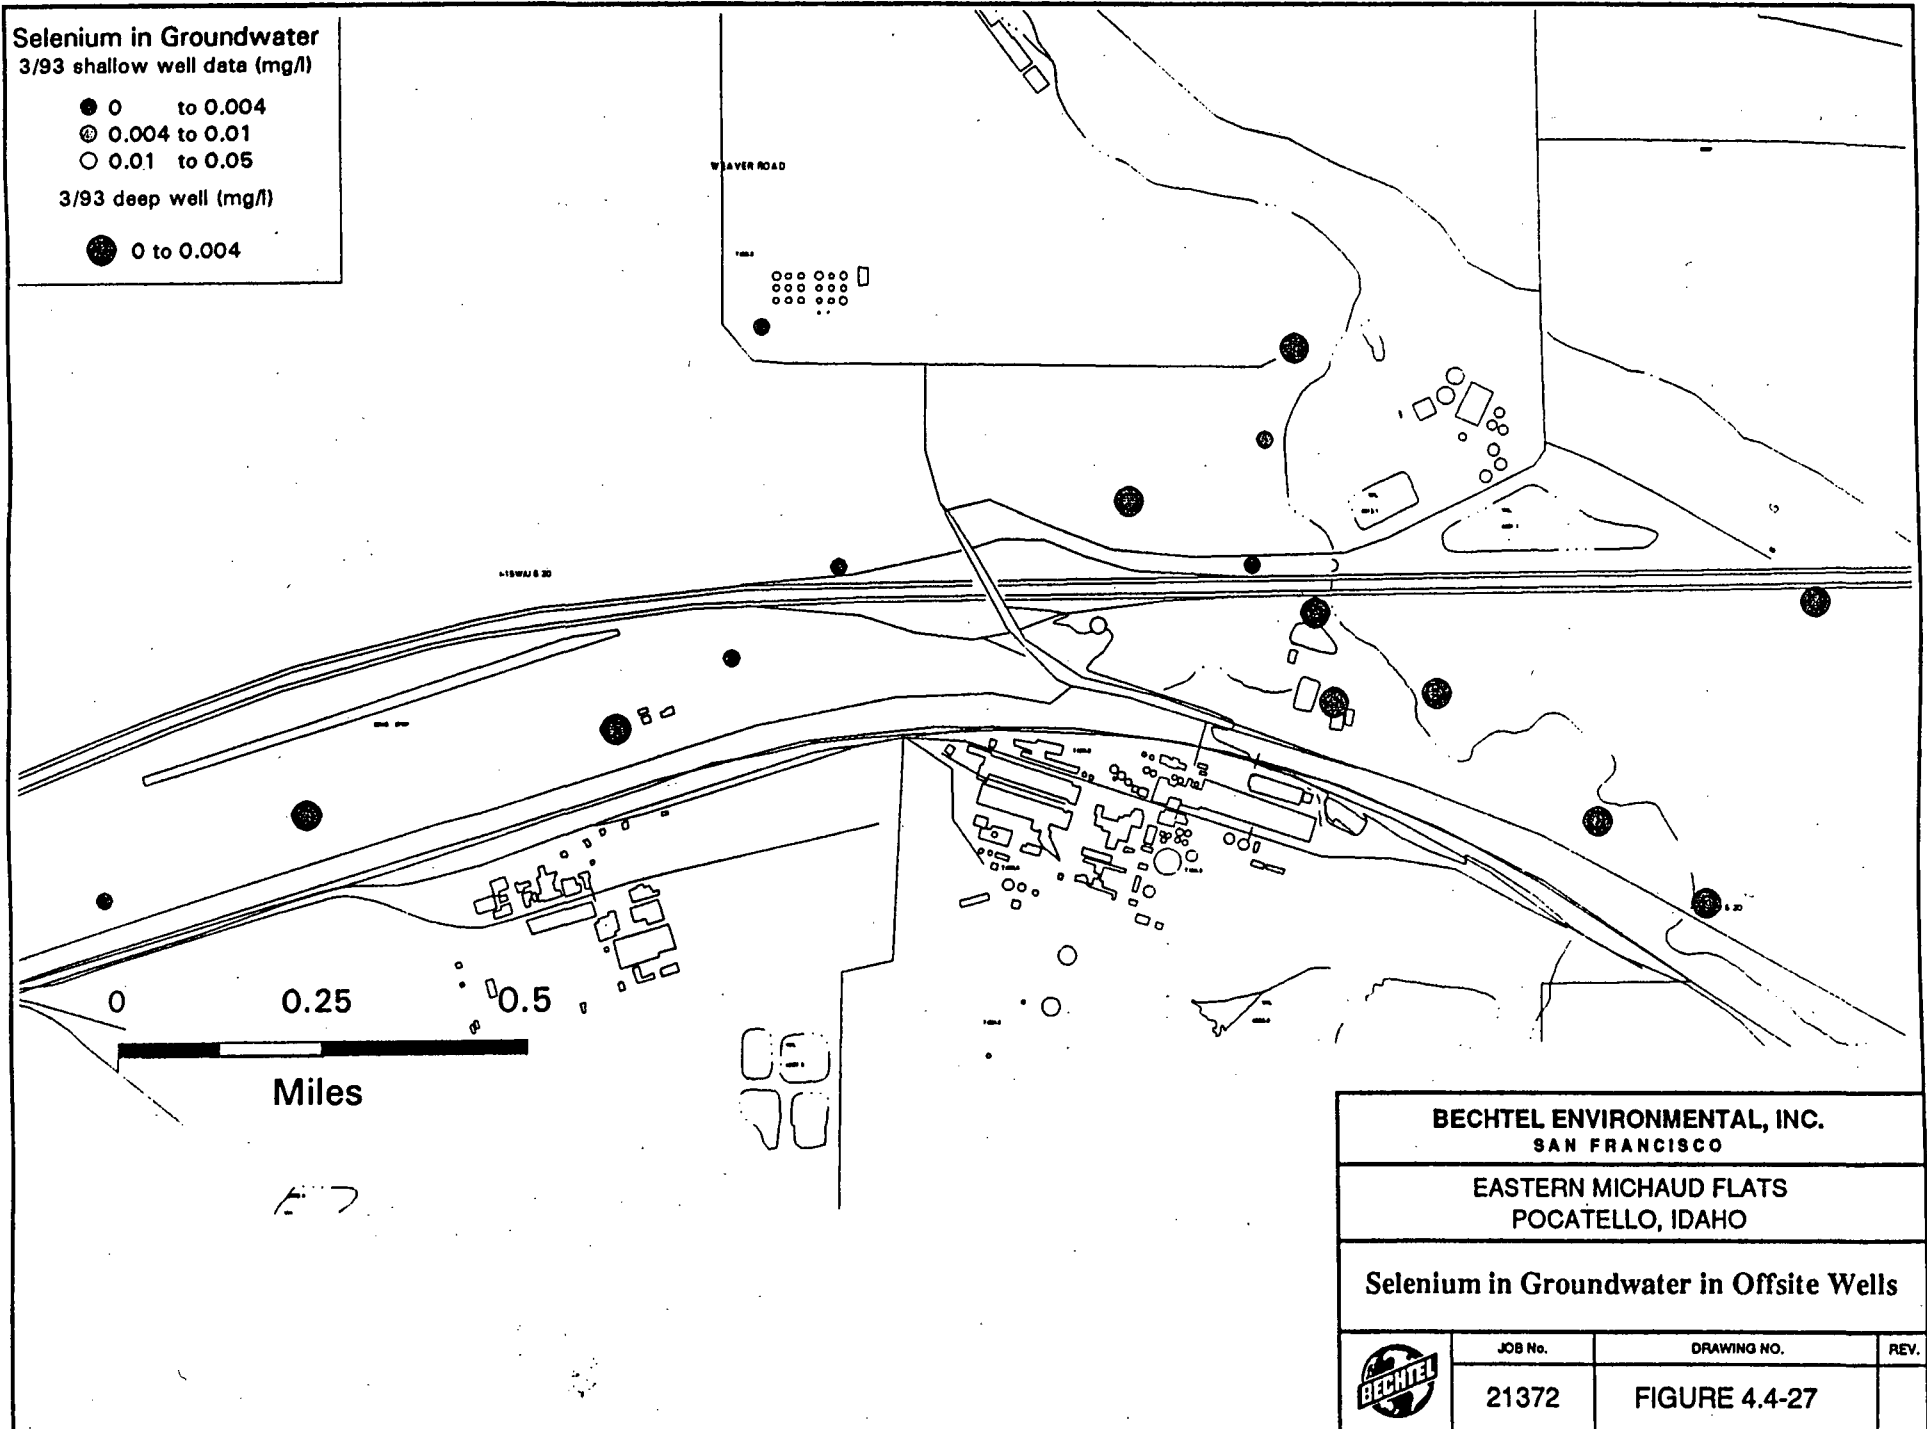 Selenium in Groundwater
3/93 shallow well data (mg/l)
0 to 0.004
0.004 to 0.01
0.01 to 0.05
3/93 deep well (mg/l)
0 to 0.004
WEAVER ROAD
0 0.25 0.5
Miles
BECHTEL ENVIRONMENTAL, INC.
SAN FRANCISCO
EASTERN MICHAUD FLATS
POCATELLO, IDAHO
Selenium in Groundwater in Offsite Wells
BECHTEL
JOB No.
DRAWING NO.
REV.
21372
FIGURE 4.4-27